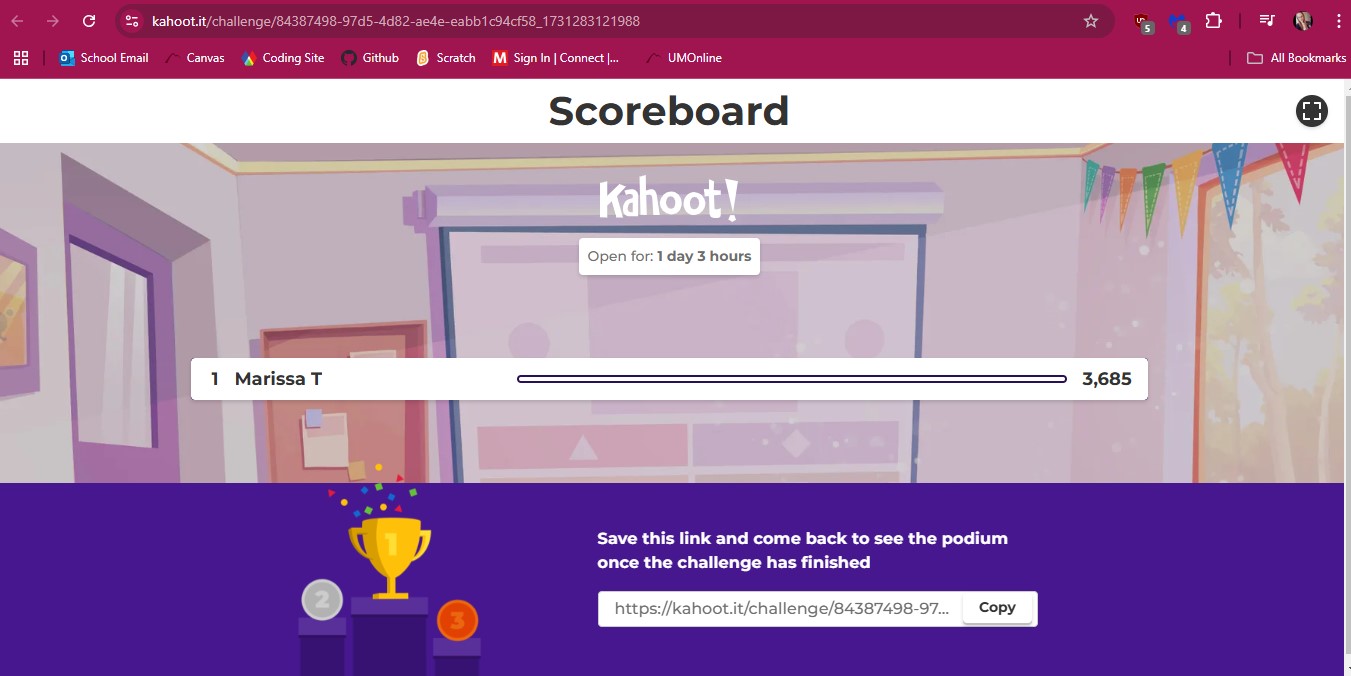 kahoot.it/challenge/84387498-97d5-4d82-ae4e-eabb1c94cf58_1731283121988
5
4
School Email
Canvas
Coding Site
Github
Scratch
M
Sign In | Connect |...
UMOnline
All Bookmarks
Scoreboard
Kahoot!
Open for: 1 day 3 hours
1 Marissa T 3,685
1
2
3
Save this link and come back to see the podium
once the challenge has finished
https://kahoot.it/challenge/84387498-97... Copy